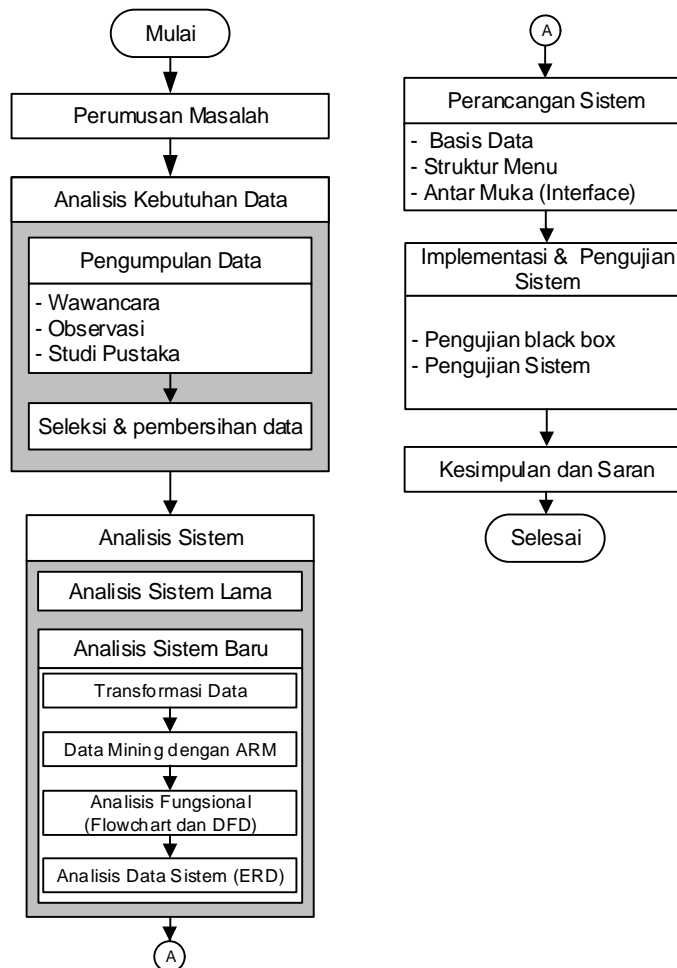 Mulai
Perumusan Masalah
Analisis Kebutuhan Data
Pengumpulan Data
- Wawancara
- Observasi
- Studi Pustaka
Seleksi & pembersihan data
Analisis Sistem
Analisis Sistem Lama
Analisis Sistem Baru
Transformasi Data
Data Mining dengan ARM
Analisis Fungsional
(Flowchart dan DFD)
Analisis Data Sistem (ERD)
A
A
Perancangan Sistem
- Basis Data
- Struktur Menu
- Antar Muka (Interface)
Implementasi & Pengujian
Sistem
- Pengujian black box
- Pengujian Sistem
Kesimpulan dan Saran
Selesai